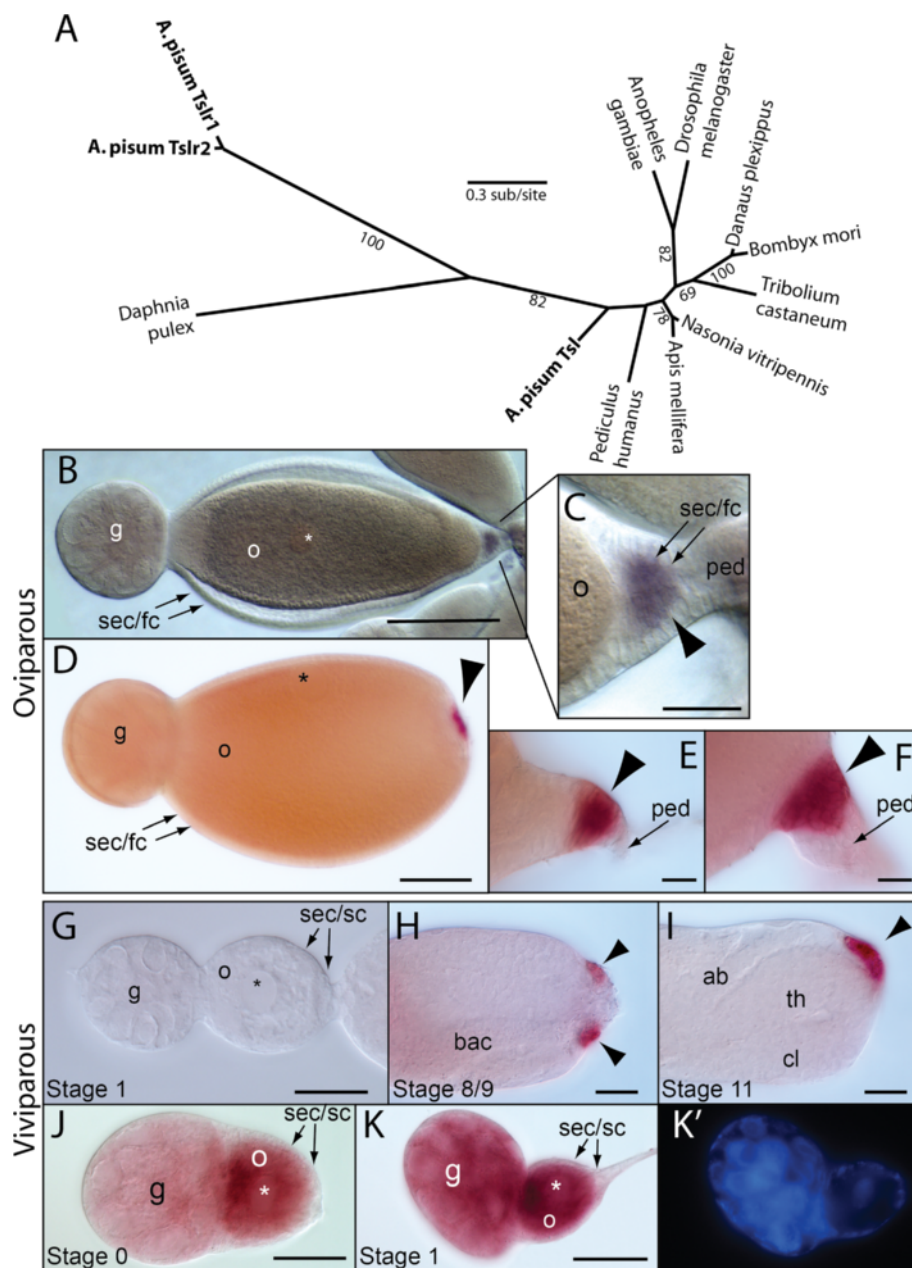 A
A. pisum Tslr1
A. pisum Tslr2
Anopheles
gambiae
Drosophila
melanogaster
0.3 sub/site
Danaus plexippus
Bombyx mori
100
82
100
69
Tribolium
castaneum
Daphnia
pulex
82
78
Nasonia vitripennis
A. pisum Tsl
Apis mellifera
Pediculus
humanus
Oviparous
B
g
o
*
sec/fc
C
sec/fc
o
ped
D
g
o
*
sec/fc
E
ped
F
ped
Viviparous
G
sec/sc
g
o
*
Stage 1
H
bac
Stage 8/9
I
ab
th
cl
Stage 11
J
sec/sc
g
o
*
Stage 0
K
sec/sc
g
*
o
Stage 1
K'